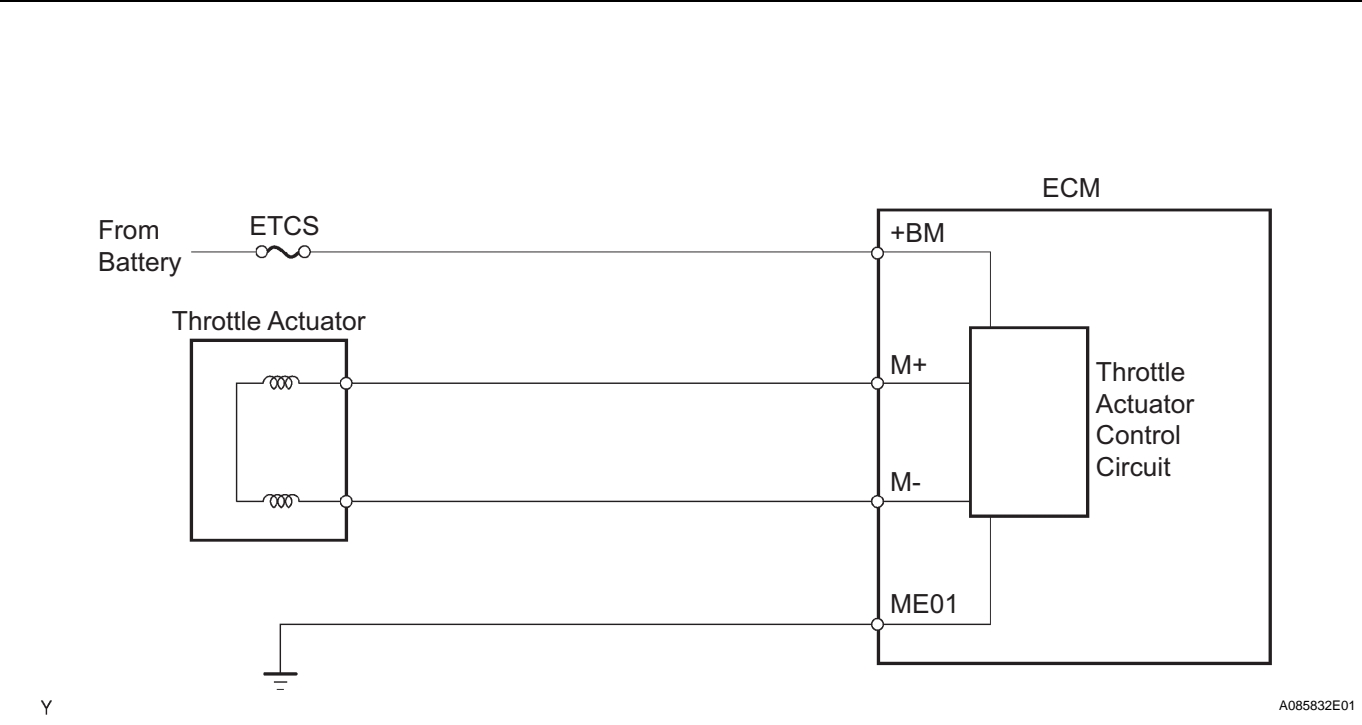 ECM
From
Battery
ETCS
+BM
Throttle Actuator
M+
Throttle
Actuator
Control
Circuit
M-
ME01
Y
A085832E01